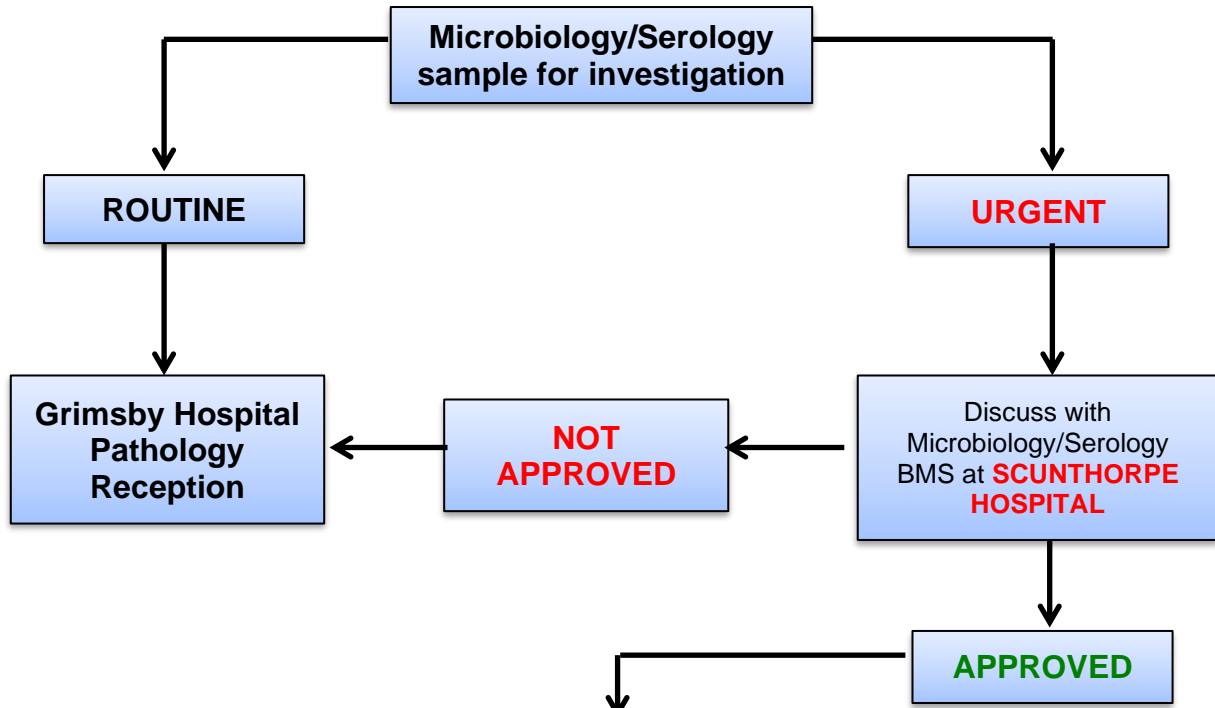 Microbiology/Serology
sample for investigation
ROUTINE
URGENT
Grimsby Hospital
Pathology
Reception
NOT
APPROVED
Discuss with
Microbiology/Serology
BMS at SCUNTHORPE
HOSPITAL
APPROVED